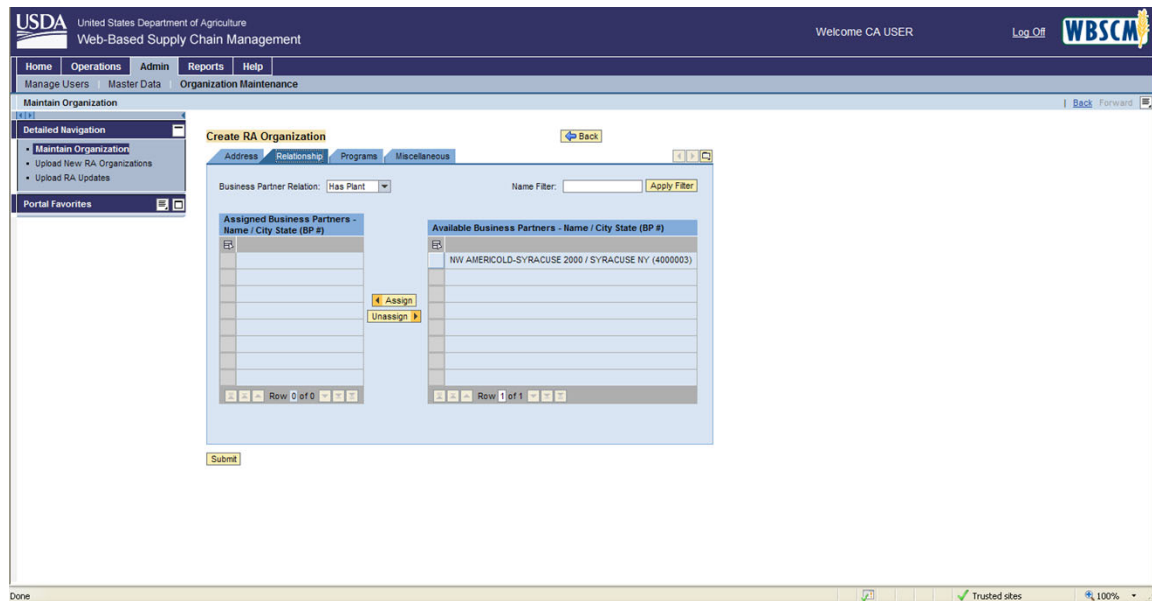 USDA United States Department of Agriculture
Web-Based Supply Chain Management
Welcome CA USER
Log Off
WBSCM
Home Operations Admin Reports Help
Manage Users Master Data Organization Maintenance
Maintain Organization
Back Forward
Detailed Navigation
Maintain Organization
Upload New RA Organizations
Upload RA Updates
Portal Favorites
Create RA Organization
Back
Address Relationship Programs Miscellaneous
Business Partner Relation: Has Plant
Name Filter: Apply Filter
Assigned Business Partners -
Name / City State (BP #)
Available Business Partners - Name / City State (BP #)
NW AMERICOLD-SYRACUSE 2000 / SYRACUSE NY (4000003)
Assign
Unassign
Row 0 of 0
Row 1 of 1
Submit
Done
Trusted sites
100%